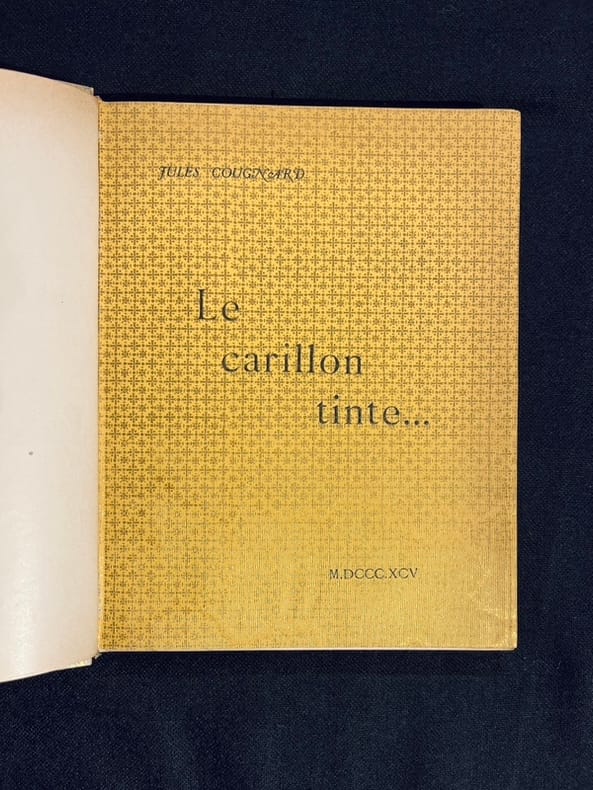 JULES COUGNARD
Le
carillon
tinte...
M.DCCC.XCV